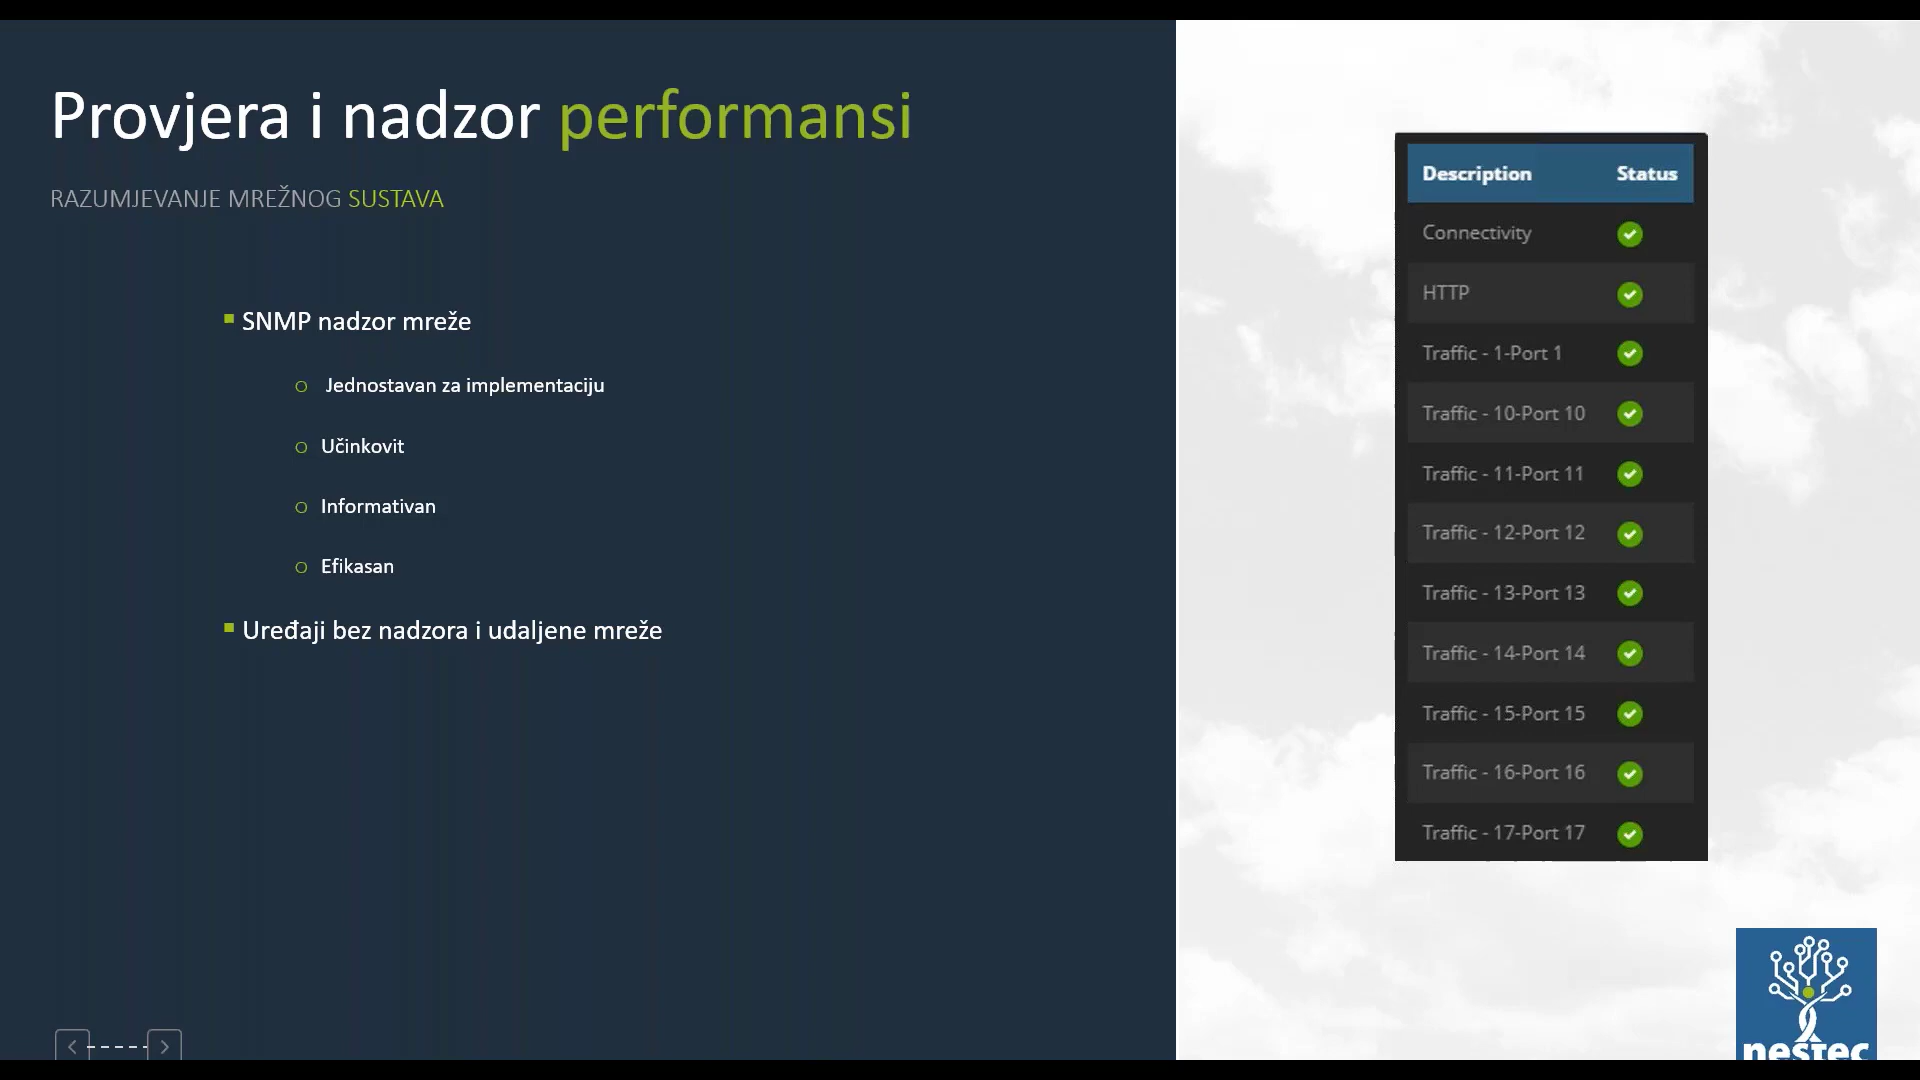 Provjera i nadzor performansi
RAZUMJEVANJE MREŽNOG SUSTAVA
SNMP nadzor mreže
Jednostavan za implementaciju
Učinkovit
Informativan
Efikasan
Uređaji bez nadzora i udaljene mreže
Description Status
Connectivity
HTTP
Traffic - 1-Port 1
Traffic - 10-Port 10
Traffic - 11-Port 11
Traffic - 12-Port 12
Traffic - 13-Port 13
Traffic - 14-Port 14
Traffic - 15-Port 15
Traffic - 16-Port 16
Traffic - 17-Port 17
nestec